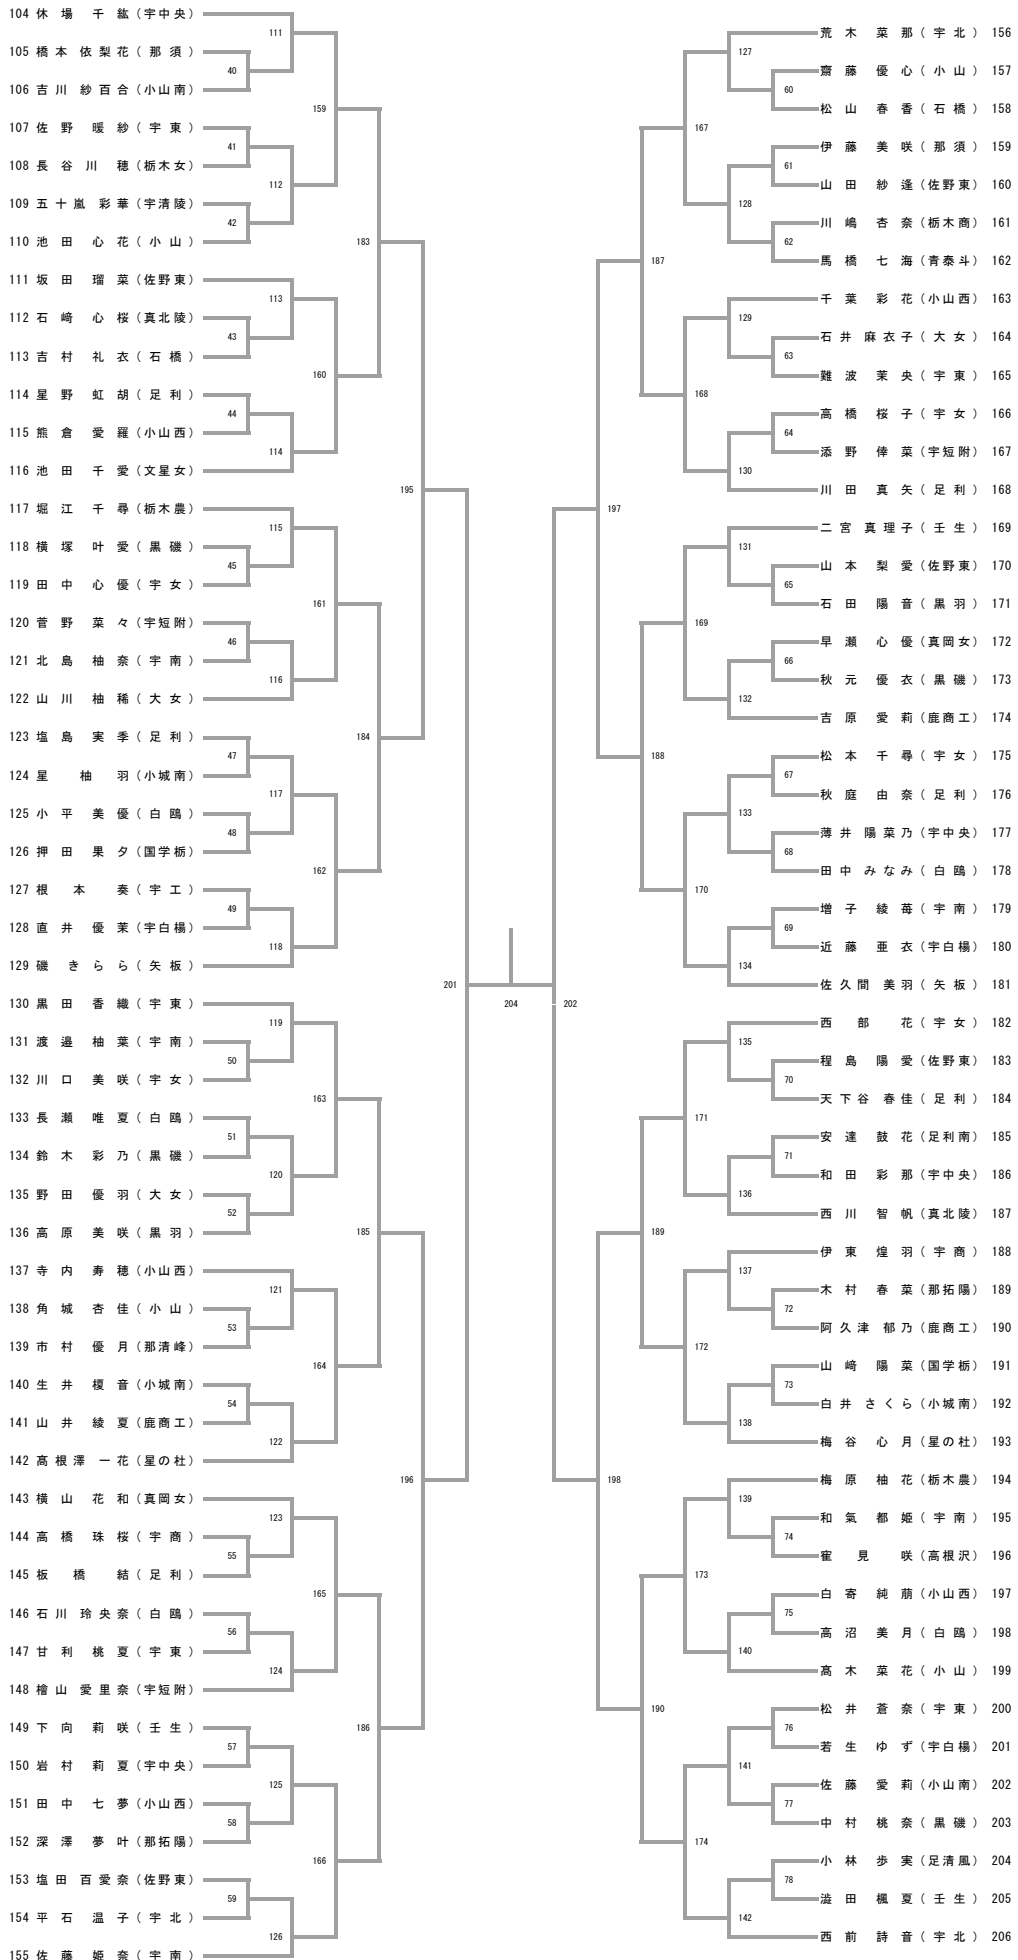 104 休場 千紘 (宇中央)
105 橋本 依梨花 (那須)
106 吉川 紗百合 (小山南)
107 佐野 暖紗 (宇東)
108 長谷川 穂 (栃木女)
109 五十嵐 彩華 (宇清陵)
110 池田 心花 (小山)
111 坂田 瑠菜 (佐野東)
112 石﨑 心桜 (真北陵)
113 吉村 礼衣 (石橋)
114 星野 虹胡 (足利)
115 熊倉 愛羅 (小山西)
116 池田 千愛 (文星女)
117 堀江 千尋 (栃木農)
118 横塚 叶愛 (黒磯)
119 田中 心優 (宇女)
120 菅野 菜々 (宇短附)
121 北島 柚奈 (宇南)
122 山川 柚稀 (大女)
123 塩島 実季 (足利)
124 星 柚羽 (小城南)
125 小平 美優 (白鴎)
126 押田 果夕 (国学栃)
127 根本 奏 (宇工)
128 直井 優茉 (宇白楊)
129 磯 きらら (矢板)
130 黒田 香織 (宇東)
131 渡邉 柚葉 (宇南)
132 川口 美咲 (宇女)
133 長瀬 唯夏 (白鴎)
134 鈴木 彩乃 (黒磯)
135 野田 優羽 (大女)
136 高原 美咲 (黒羽)
137 寺内 寿穂 (小山西)
138 角城 杏佳 (小山)
139 市村 優月 (那清峰)
140 生井 榎音 (小城南)
141 山井 綾夏 (鹿商工)
142 髙根澤 一花 (星の杜)
143 横山 花和 (真岡女)
144 高橋 珠桜 (宇商)
145 板橋 結 (足利)
146 石川 玲央奈 (白鴎)
147 甘利 桃夏 (宇東)
148 檜山 愛里奈 (宇短附)
149 下向 莉咲 (壬生)
150 岩村 莉夏 (宇中央)
151 田中 七夢 (小山西)
152 深澤 夢叶 (那拓陽)
153 塩田 百愛奈 (佐野東)
154 平石 温子 (宇北)
155 佐藤 姫奈 (宇南)
111
40
159
41
112
42
183
113
43
160
44
114
195
115
45
161
46
116
184
47
117
48
162
49
118
201
119
50
163
51
120
52
185
121
53
164
54
122
196
123
55
165
56
124
186
57
125
58
166
59
126
204
202
127
60
167
61
128
62
187
129
63
168
64
130
197
131
65
169
66
132
188
67
133
68
170
69
134
135
70
171
71
136
189
137
72
172
73
138
198
139
74
173
75
140
190
76
141
77
174
78
142
荒木 菜那 (宇北) 156
齋藤 優心 (小山) 157
松山 春香 (石橋) 158
伊藤 美咲 (那須) 159
山田 紗逢 (佐野東) 160
川嶋 杏奈 (栃木商) 161
馬橋 七海 (青泰斗) 162
千葉 彩花 (小山西) 163
石井 麻衣子 (大女) 164
難波 茉央 (宇東) 165
高橋 桜子 (宇女) 166
添野 倖菜 (宇短附) 167
川田 真矢 (足利) 168
二宮 真理子 (壬生) 169
山本 梨愛 (佐野東) 170
石田 陽音 (黒羽) 171
早瀬 心優 (真岡女) 172
秋元 優衣 (黒磯) 173
吉原 愛莉 (鹿商工) 174
松本 千尋 (宇女) 175
秋庭 由奈 (足利) 176
薄井 陽菜乃 (宇中央) 177
田中 みなみ (白鴎) 178
増子 綾苺 (宇南) 179
近藤 亜衣 (宇白楊) 180
佐久間 美羽 (矢板) 181
西部 花 (宇女) 182
程島 陽愛 (佐野東) 183
天下谷 春佳 (足利) 184
安達 鼓花 (足利南) 185
和田 彩那 (宇中央) 186
西川 智帆 (真北陵) 187
伊東 煌羽 (宇商) 188
木村 春菜 (那拓陽) 189
阿久津 郁乃 (鹿商工) 190
山﨑 陽菜 (国学栃) 191
白井 さくら (小城南) 192
梅谷 心月 (星の杜) 193
梅原 柚花 (栃木農) 194
和氣 都姫 (宇南) 195
見 咲 (高根沢) 196
白寄 純萠 (小山西) 197
高沼 美月 (白鴎) 198
髙木 菜花 (小山) 199
松井 蒼奈 (宇東) 200
若生 ゆず (宇白楊) 201
佐藤 愛莉 (小山南) 202
中村 桃奈 (黒磯) 203
小林 歩実 (足清風) 204
澁田 楓夏 (壬生) 205
西前 詩音 (宇北) 206